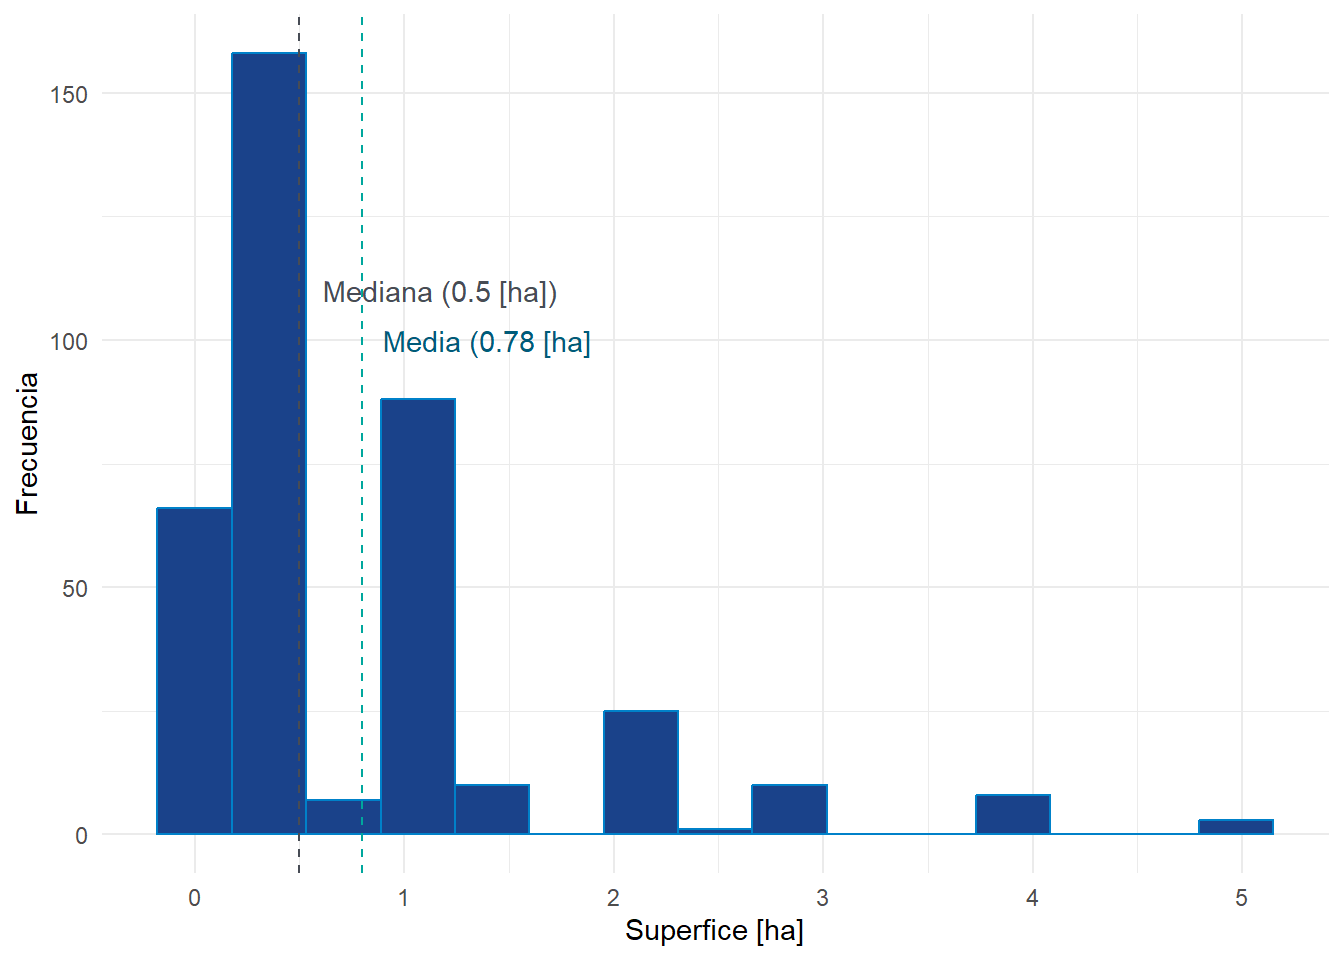 150
100
50
0
Frecuencia
Mediana (0.5 [ha])
Media (0.78 [ha]
0 1 2 3 4 5
Superfice [ha]